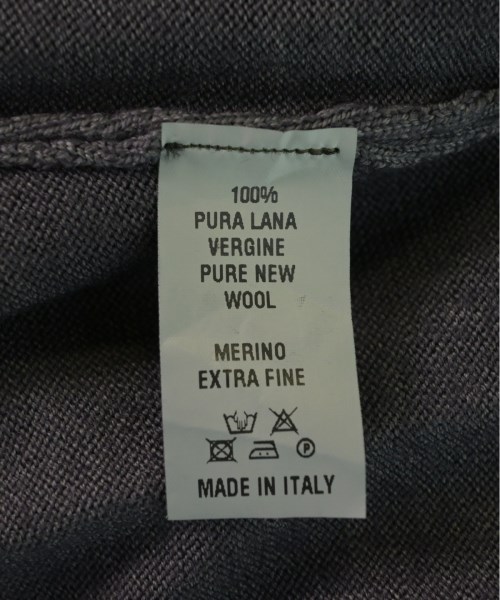 100%
PURA LANA
VERGINE
PURE NEW
WOOL
MERINO
EXTRA FINE
P
MADE IN ITALY